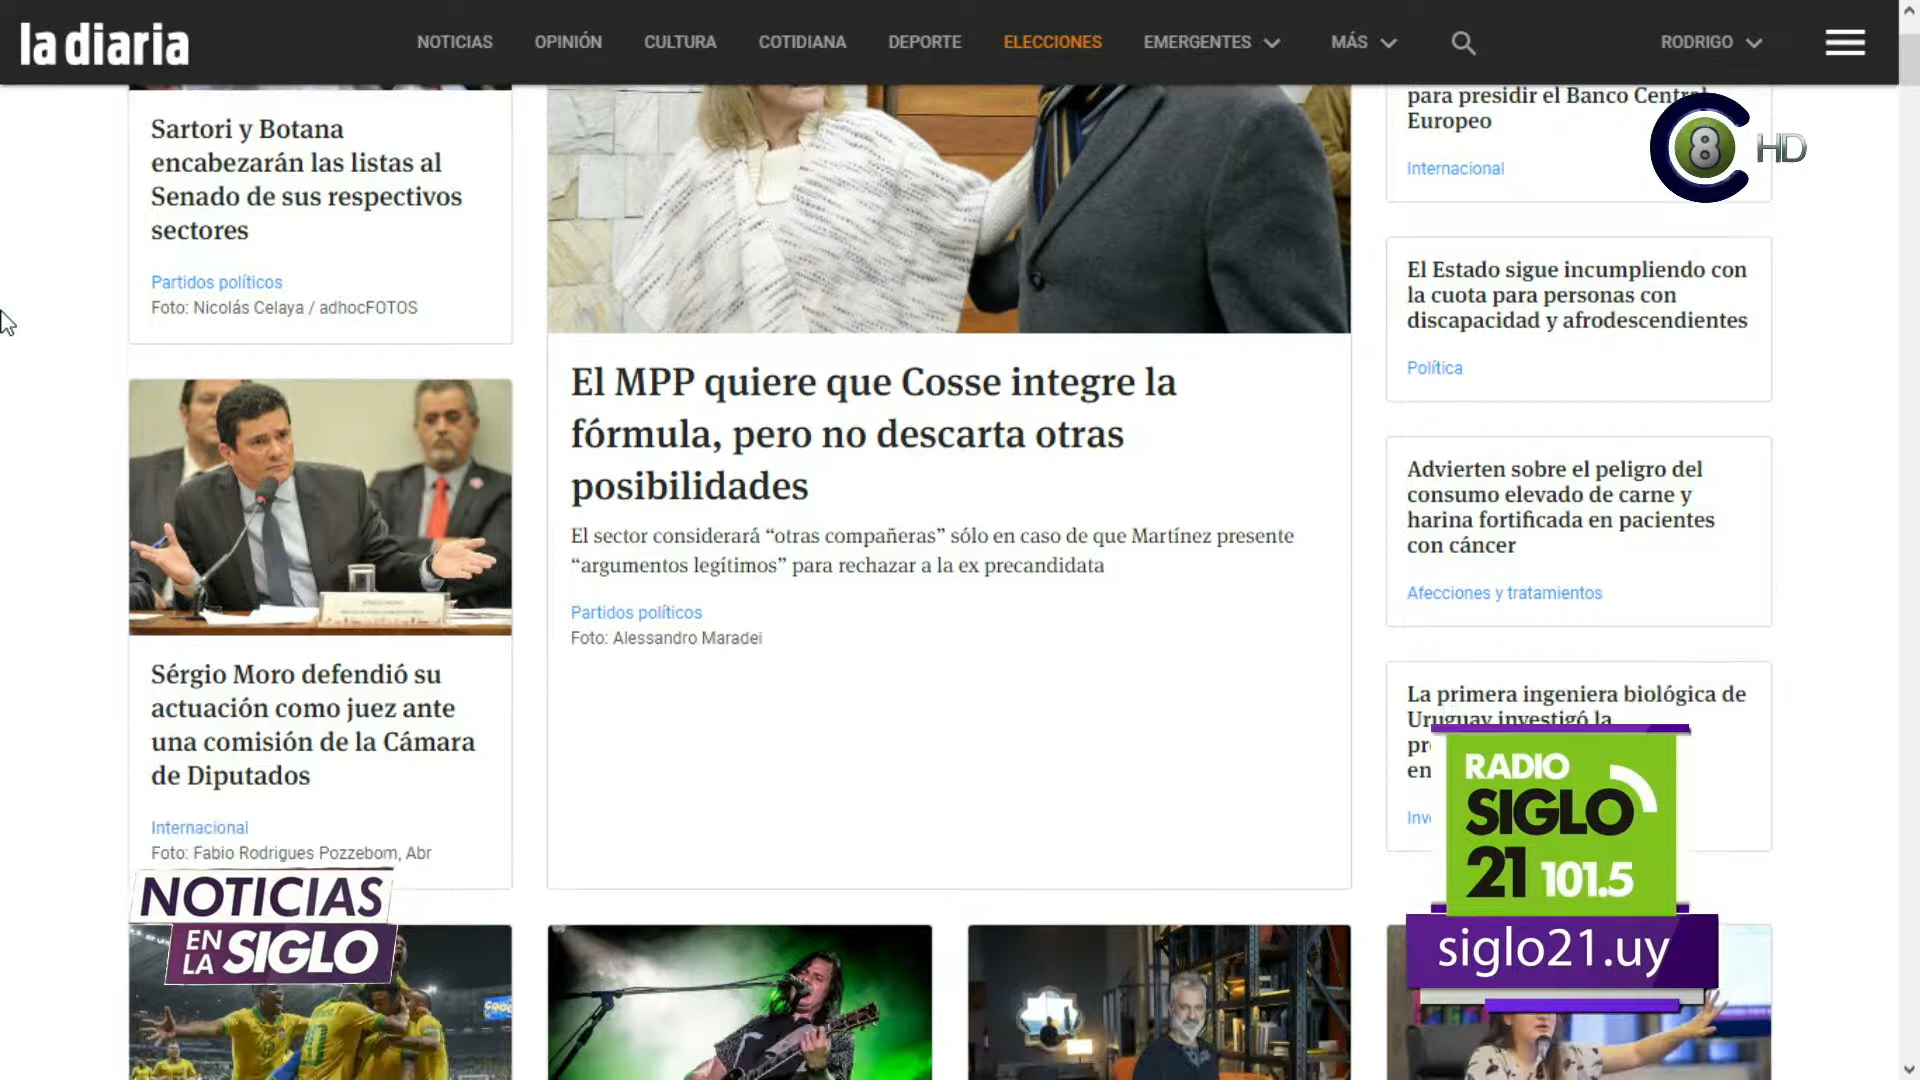 la diaria
NOTICIAS
OPINIÓN
CULTURA
COTIDIANA
DEPORTE
ELECCIONES
EMERGENTES
MÁS
RODRIGO
Sartori y Botana
encabezarán las listas al
Senado de sus respectivos
sectores
Partidos políticos
Foto: Nicolás Celaya / adhocFOTOS
Sérgio Moro defendió su
actuación como juez ante
una comisión de la Cámara
de Diputados
Internacional
Foto: Fabio Rodrigues Pozzebom, Abr
El MPP quiere que Cosse integre la
fórmula, pero no descarta otras
posibilidades
El sector considerará “otras compañeras” sólo en caso de que Martínez presente
“argumentos legítimos” para rechazar a la ex precandidata
Partidos políticos
Foto: Alessandro Maradei
para presidir el Banco Central
Europeo
Internacional
8 HD
El Estado sigue incumpliendo con
la cuota para personas con
discapacidad y afrodescendientes
Política
Advierten sobre el peligro del
consumo elevado de carne y
harina fortificada en pacientes
con cáncer
Afecciones y tratamientos
La primera ingeniera biológica de
Uruguay investigó la
en
RADIO
SIGLO
21 101.5
siglo21.uy
NOTICIAS
EN LA SIGLO